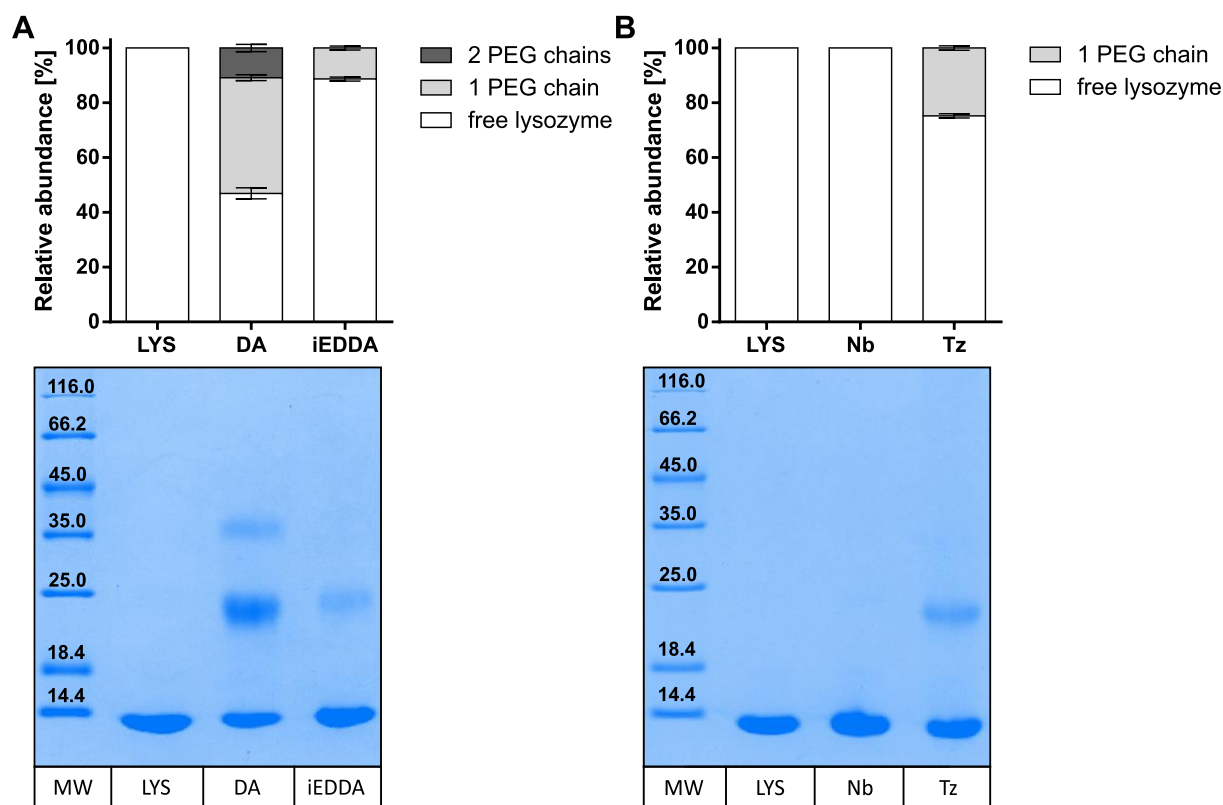 A
Relative abundance [%]
100
80
60
40
20
0
LYS DA iEDDA
2 PEG chains
1 PEG chain
free lysozyme
116.0
66.2
45.0
35.0
25.0
18.4
14.4
MW LYS DA iEDDA
B
Relative abundance [%]
100
80
60
40
20
0
LYS Nb Tz
1 PEG chain
free lysozyme
116.0
66.2
45.0
35.0
25.0
18.4
14.4
MW LYS Nb Tz